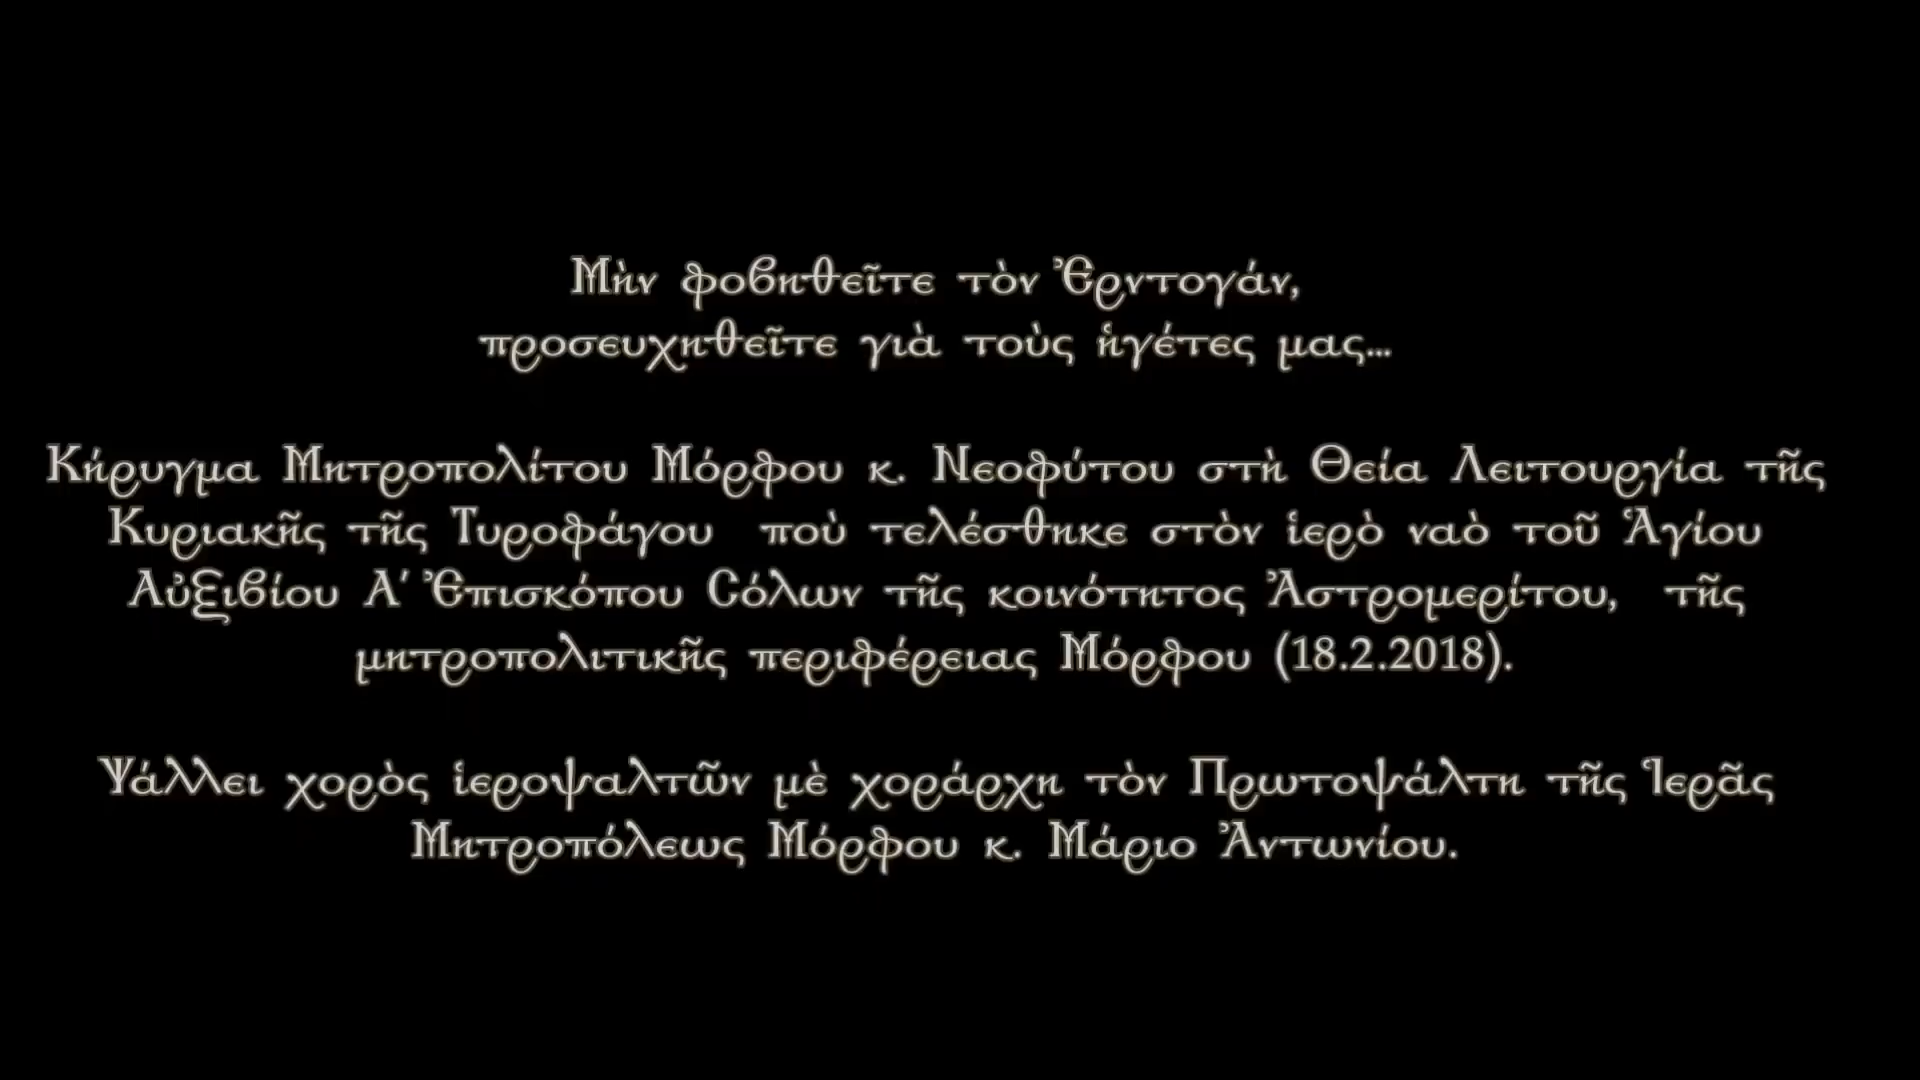 Μὴν φοβηθεῖτε τὸν Ἐρντογάν,
προσευχηθεῖτε γιὰ τοὺς ἡγέτες μας...
Κήρυγμα Μητροπολίτου Μόρφου κ. Νεοφύτου στὴ Θεία Λειτουργία τῆς
Κυριακῆς τῆς Τυροφάγου ποὺ τελέσθηκε στὸν ἱερὸ ναὸ τοῦ Ἁγίου
Αὐξιβίου Α΄ Ἐπισκόπου Σόλων τῆς κοινότητος Ἀστρομερίτου, τῆς
μητροπολιτικῆς περιφέρειας Μόρφου (18.2.2018).
Ψάλλει χορὸς ἱεροψαλτῶν μὲ χοράρχη τὸν Πρωτοψάλτη τῆς Ἱερᾶς
Μητροπόλεως Μόρφου κ. Μάριο Ἀντωνίου.